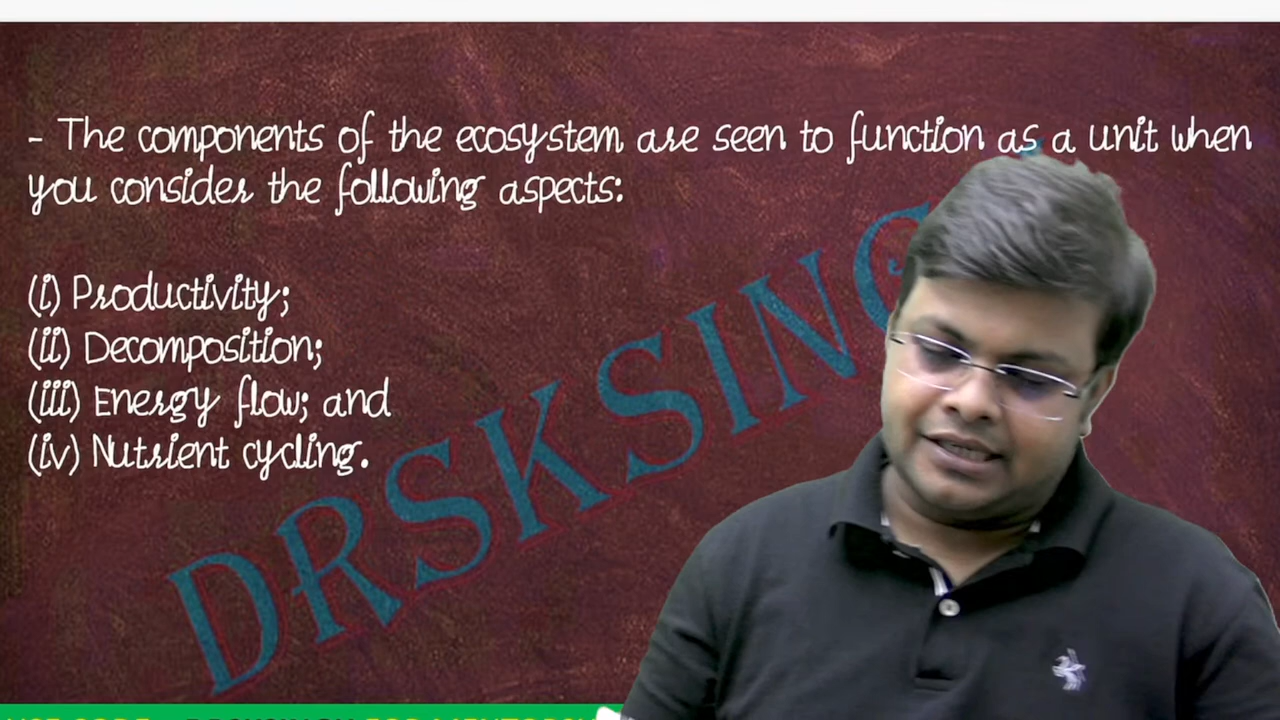 - The components of the ecosystem are seen to function as a unit when
you consider the following aspects:
(i) Productivity;
(ii) Decomposition;
(iii) Energy flow; and
(iv) Nutrient cycling.
DRSKSING